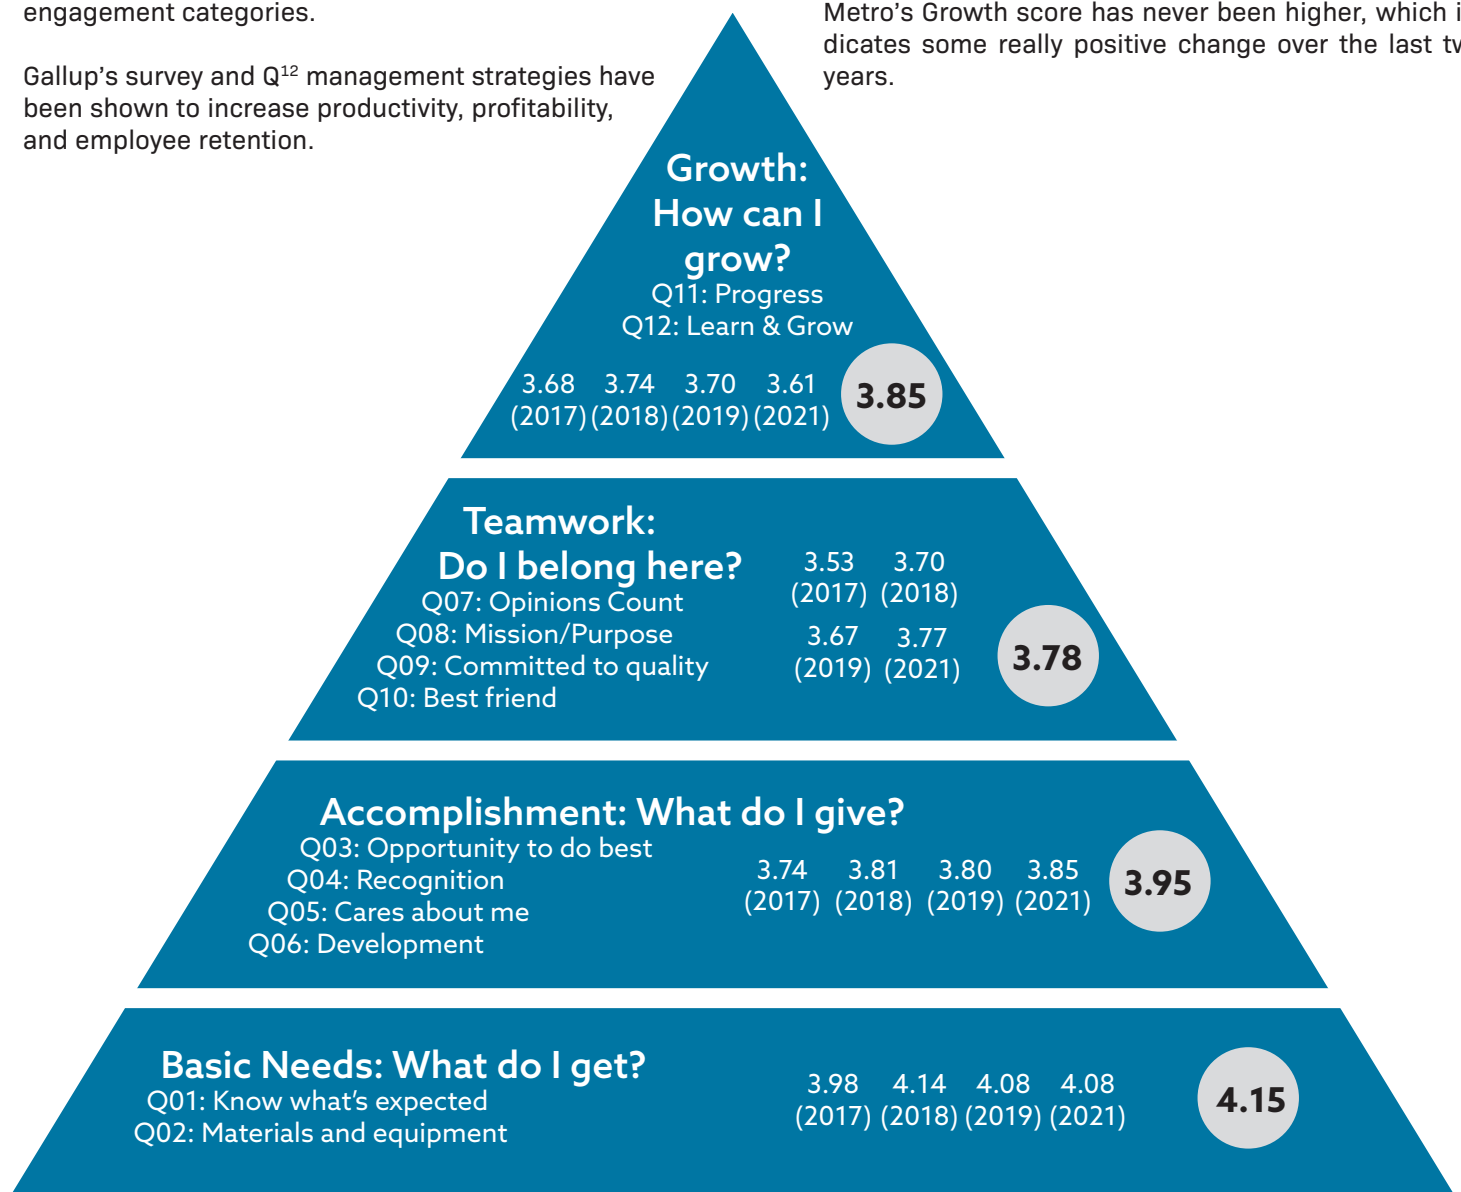 engagement categories.
Gallup's survey and Q12 management strategies have
been shown to increase productivity, profitability,
and employee retention.
Metro's Growth score has never been higher, which
dicates some really positive change over the last
years.
Growth:
How can I
grow?
Q11: Progress
Q12: Learn & Grow
3.68 3.74 3.70 3.61
(2017) (2018) (2019) (2021)
3.85
Teamwork:
Do I belong here?
Q07: Opinions Count
Q08: Mission/Purpose
Q09: Committed to quality
Q10: Best friend
3.53 3.70
(2017) (2018)
3.67 3.77
(2019) (2021)
3.78
Accomplishment: What do I give?
Q03: Opportunity to do best
Q04: Recognition
Q05: Cares about me
Q06: Development
3.74 3.81 3.80 3.85
(2017) (2018) (2019) (2021)
3.95
Basic Needs: What do I get?
Q01: Know what's expected
Q02: Materials and equipment
3.98 4.14 4.08 4.08
(2017) (2018) (2019) (2021)
4.15